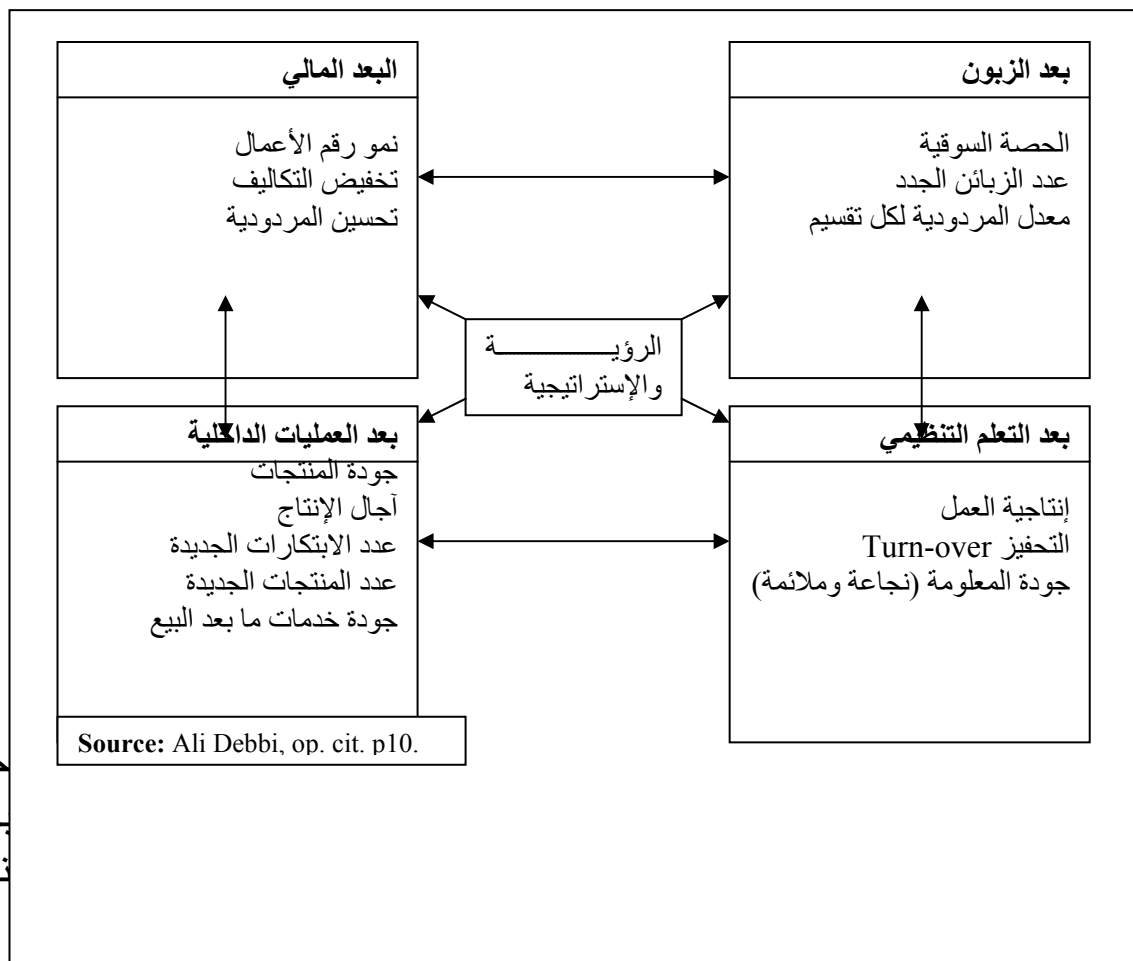 بعد الزبون
الحصة السوقية
عدد الزبائن الجدد
معدل المردودية لكل تقسيم
البعد المالي
نمو رقم الأعمال
تخفيض التكاليف
تحسين المردودية
الرؤيـــــــــــــــة
والإستراتيجية
بعد التعلم التنظيمي
إنتاجية العمل
التحفيز Turn-over
جودة المعلومة (نجاعة وملائمة)
بعد العمليات الداخلية
جودة المنتجات
آجال الإنتاج
عدد الابتكارات الجديدة
عدد المنتجات الجديدة
جودة خدمات ما بعد البيع
Source: Ali Debbi, op. cit. p10.